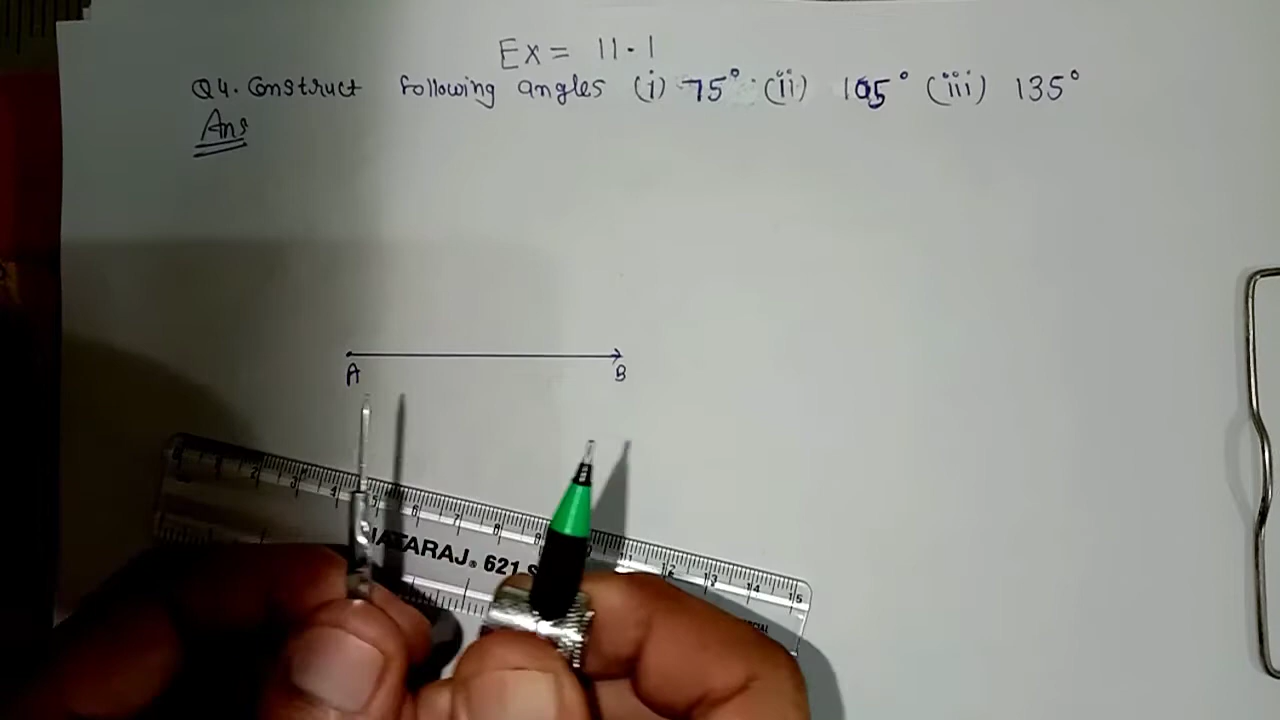 Ex = 11.1
Q4. Construct following angles (i) 75° (ii) 105° (iii) 135°
Ans
A B
NATARAJ 621